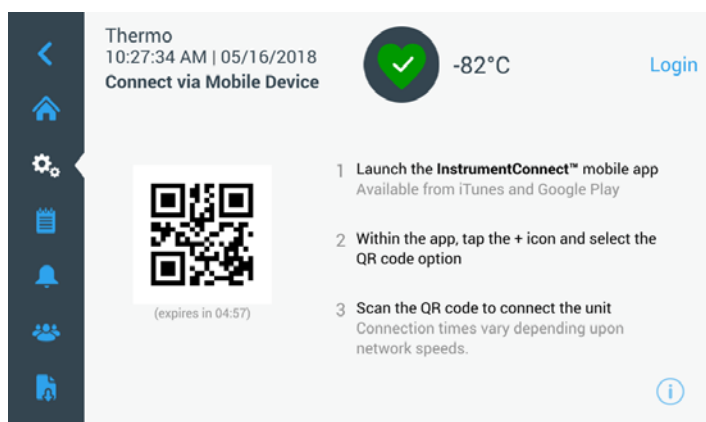 Thermo
10:27:34 AM | 05/16/2018
Connect via Mobile Device
-82°C
Login
1 Launch the InstrumentConnect™ mobile app
Available from iTunes and Google Play
2 Within the app, tap the + icon and select the
QR code option
3 Scan the QR code to connect the unit
Connection times vary depending upon
network speeds.
(expires in 04:57)